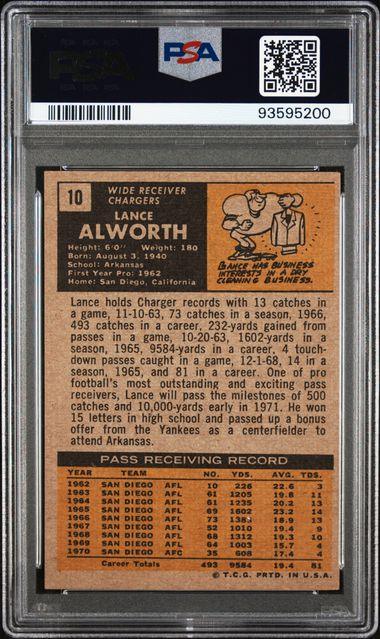 PSA
PSA
93595200
10
WIDE RECEIVER
CHARGERS
LANCE
ALWORTH
Height: 6'0" Weight: 180
Born: August 3, 1940
School: Arkansas
First Year Pro: 1962
Home: San Diego, California
LANCE HAS BUSINESS
INTERESTS IN A DRY
CLEANING BUSINESS.
Lance holds Charger records with 13 catches in
a game, 11-10-63, 73 catches in a season, 1966,
493 catches in a career, 232-yards gained from
passes in a game, 10-20-63, 1602-yards in a
season, 1965, 9584-yards in a career, 4 touch-
down passes caught in a game, 12-1-68, 14 in a
season, 1965, and 81 in a career. One of pro
football's most outstanding and exciting pass
receivers, Lance will pass the milestones of 500
catches and 10,000-yards early in 1971. He won
15 letters in high school and passed up a bonus
offer from the Yankees as a centerfielder to
attend Arkansas.
PASS RECEIVING RECORD
YEAR TEAM NO. YDS. AVG. TDS.
1962 SAN DIEGO AFL 10 226 22.6 3
1963 SAN DIEGO AFL 61 1205 19.8 11
1964 SAN DIEGO AFL 61 1235 20.2 13
1965 SAN DIEGO AFL 69 1602 23.2 14
1966 SAN DIEGO AFL 73 1383 18.9 13
1967 SAN DIEGO AFL 52 1010 19.4 9
1968 SAN DIEGO AFL 68 1312 19.3 10
1969 SAN DIEGO AFL 64 1003 15.7 4
1970 SAN DIEGO AFC 35 608 17.4 4
Career Totals 493 9584 19.4 81
© T.C.G. PRTD. IN U.S.A.